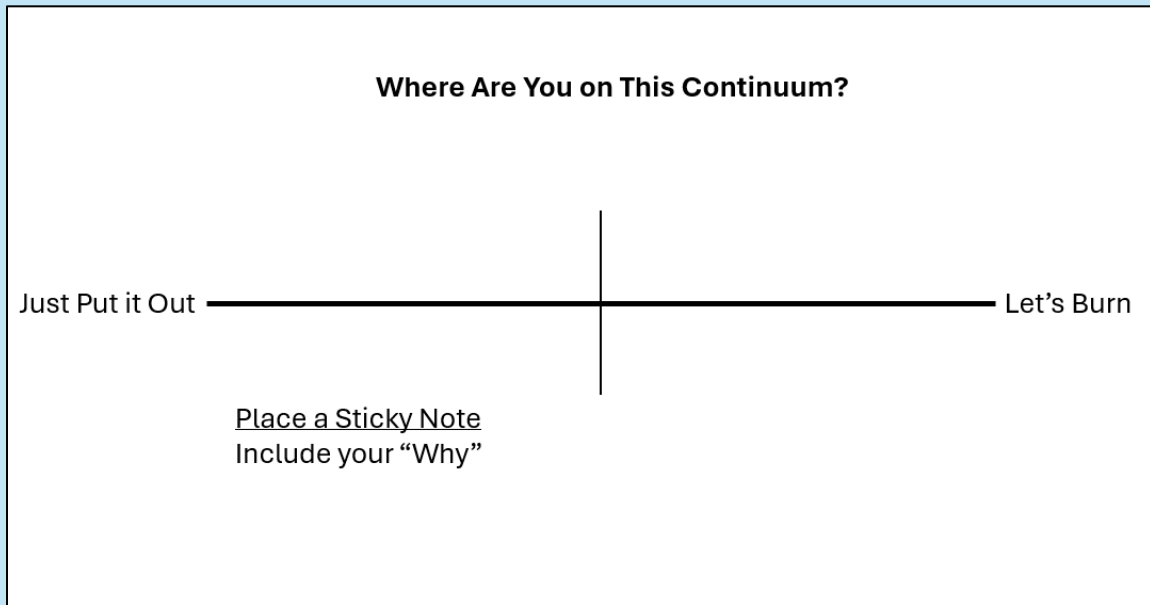 Where Are You on This Continuum?
Just Put it Out
Let’s Burn
Place a Sticky Note
Include your “Why”